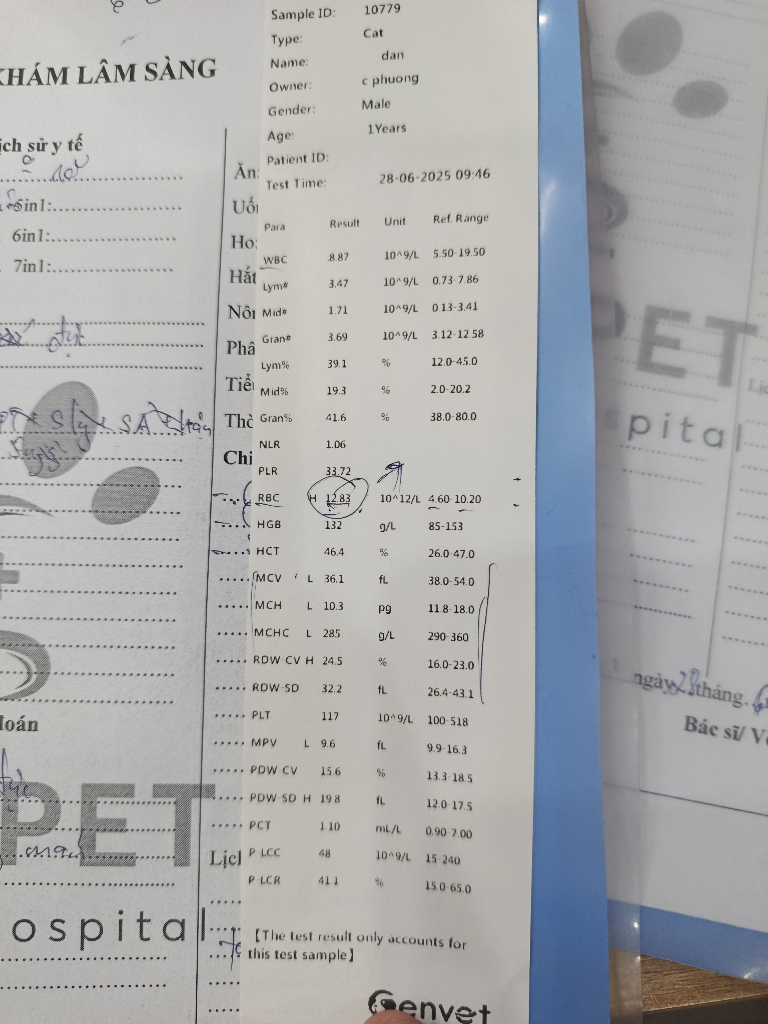 Sample ID: 10779
Type: Cat
Name: dan
Owner: c phuong
Gender: Male
Age: 1Years
Patient ID:
Test Time: 28-06-2025 09:46
Para Result Unit Ref. Range
WBC 8.87 10^9/L 5.50-19.50
Lym# 3.47 10^9/L 0.73-7.86
Mid# 1.71 10^9/L 0.13-3.41
Gran# 3.69 10^9/L 3.12-12.58
Lym% 39.1 % 12.0-45.0
Mid% 19.3 % 2.0-20.2
Gran% 41.6 % 38.0-80.0
NLR 1.06
PLR 33.72
RBC H 12.83 10^12/L 4.60-10.20
HGB 132 g/L 85-153
HCT 46.4 % 26.0-47.0
MCV L 36.1 fL 38.0-54.0
MCH L 10.3 pg 11.8-18.0
MCHC L 285 g/L 290-360
RDW-CV H 24.5 % 16.0-23.0
RDW-SD 32.2 fL 26.4-43.1
PLT 117 10^9/L 100-518
MPV L 9.6 fL 9.9-16.3
PDW-CV 15.6 % 13.3-18.5
PDW-SD H 19.8 fL 12.0-17.5
PCT 1.10 mL/L 0.90-7.00
P-LCC 48 10^9/L 15-240
P-LCR 41.1 % 15.0-65.0
【The test result only accounts for
this test sample】
Genvet
KHÁM LÂM SÀNG
ịch sử y tế
5in1:
6in1:
7in1:
Ăn
Uố
Ho
Hắt
Nôn
Phâ
Tiể
Thờ
Chỉ
đoán
PET
ospital
Lịch
PET
spital
ngày 28 tháng
Bác sĩ/ Vé